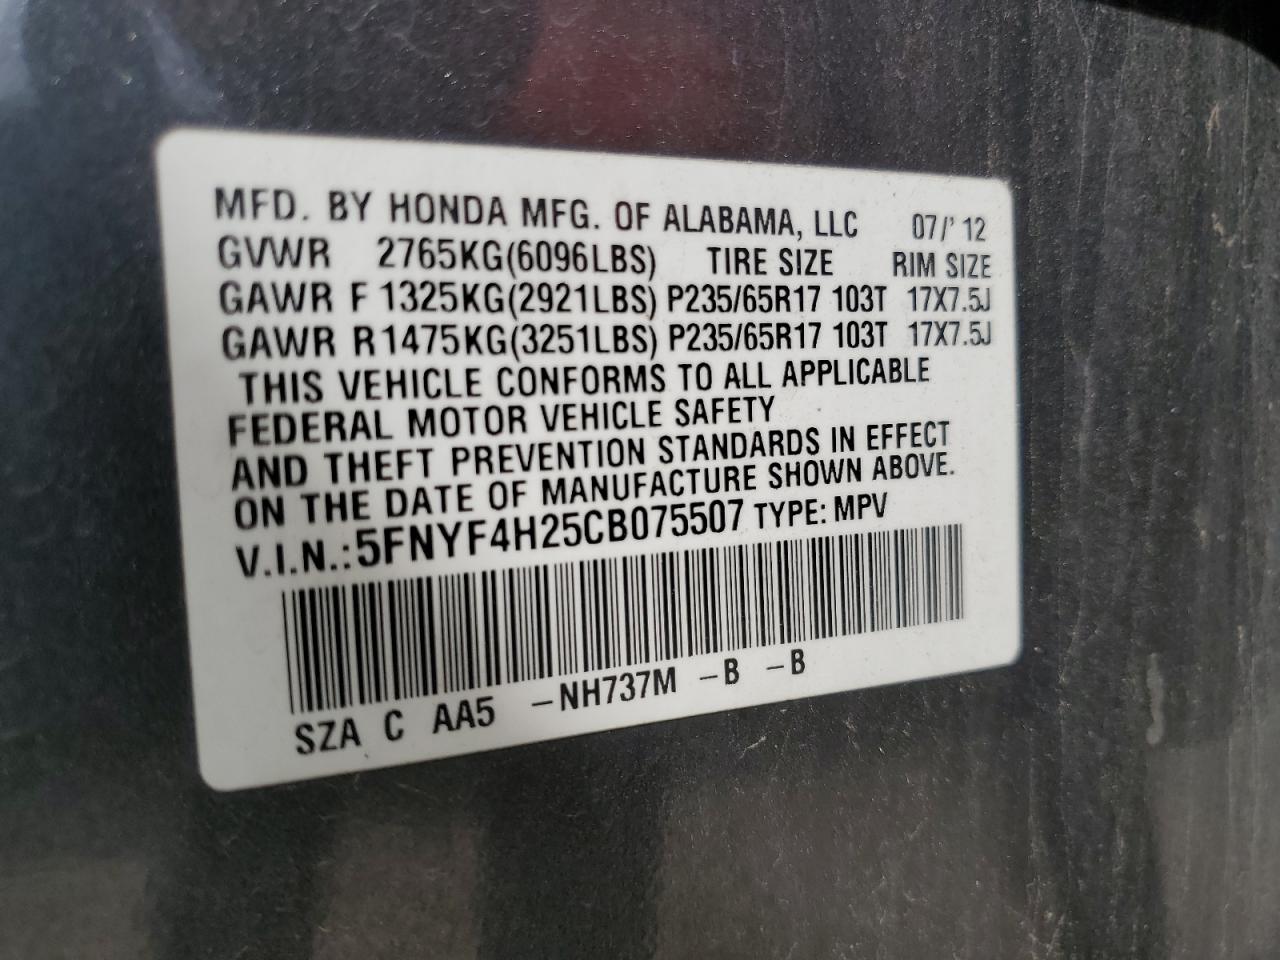 MFD. BY HONDA MFG. OF ALABAMA, LLC 07/' 12
GVWR 2765KG(6096LBS) TIRE SIZE RIM SIZE
GAWR F 1325KG(2921LBS) P235/65R17 103T 17X7.5J
GAWR R 1475KG(3251LBS) P235/65R17 103T 17X7.5J
THIS VEHICLE CONFORMS TO ALL APPLICABLE
FEDERAL MOTOR VEHICLE SAFETY
AND THEFT PREVENTION STANDARDS IN EFFECT
ON THE DATE OF MANUFACTURE SHOWN ABOVE.
V.I.N.: 5FNYF4H25CB075507 TYPE: MPV
SZA C AA5 -NH737M -B -B